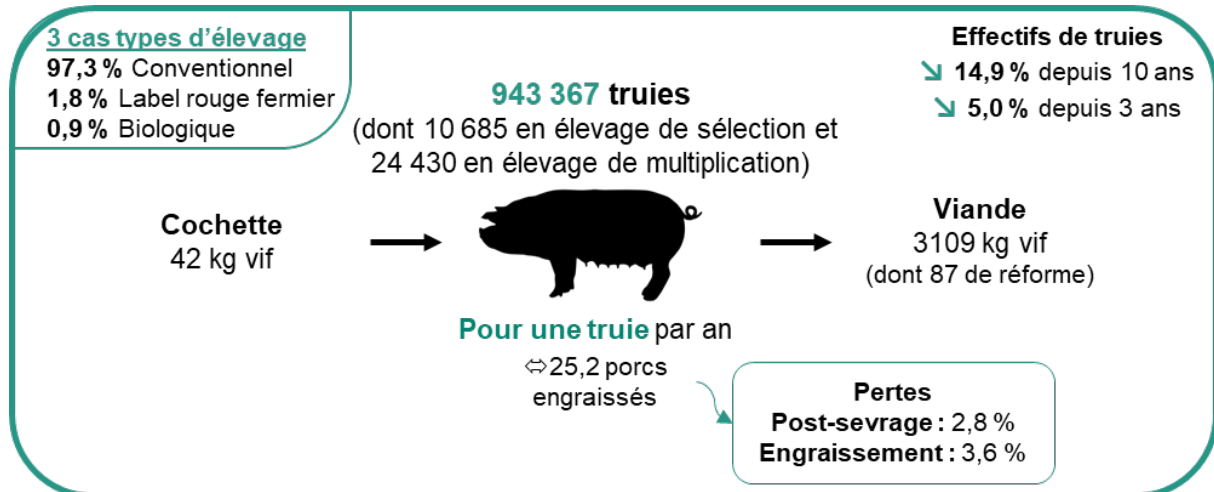 3 cas types d'élevage
97,3 % Conventionnel
1,8 % Label rouge fermier
0,9 % Biologique
Effectifs de truies
↘ 14,9 % depuis 10 ans
↘ 5,0 % depuis 3 ans
943 367 truies
(dont 10 685 en élevage de sélection et
24 430 en élevage de multiplication)
Cochette
42 kg vif
Viande
3109 kg vif
(dont 87 de réforme)
Pour une truie par an
⇔25,2 porcs
engraissés
Pertes
Post-sevrage : 2,8 %
Engraissement : 3,6 %